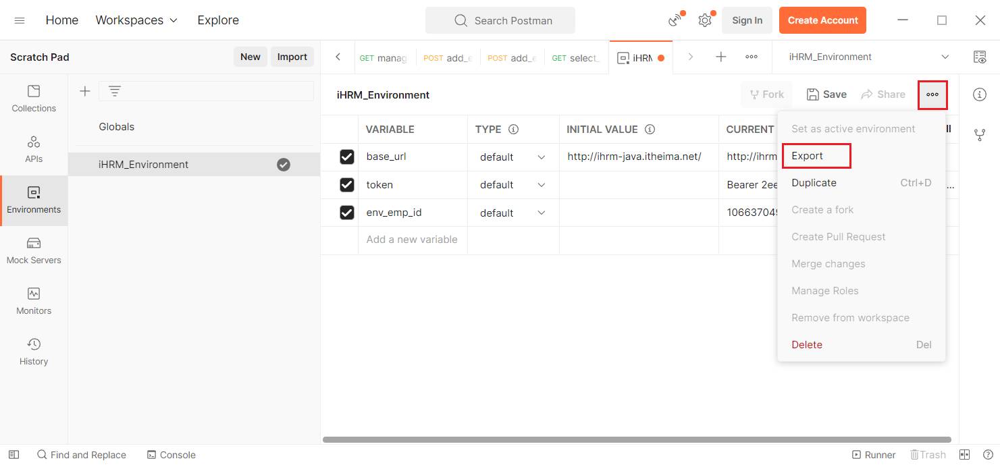 Home Workspaces Explore Search Postman Sign In Create Account
Scratch Pad New Import GET manag POST add_e POST add_e GET select_ iHRM iHRM_Environment
Collections
APIs
Environments
Mock Servers
Monitors
History
Globals
iHRM_Environment
iHRM_Environment Fork Save Share
VARIABLE TYPE INITIAL VALUE CURRENT ll
base_url default http://ihrm-java.itheima.net/ http://ihrm
token default Bearer 2ee ...
env_emp_id default 10663704
Add a new variable
Set as active environment
Export
Duplicate Ctrl+D
Create a fork
Create Pull Request
Merge changes
Manage Roles
Remove from workspace
Delete Del
Find and Replace Console Runner Trash